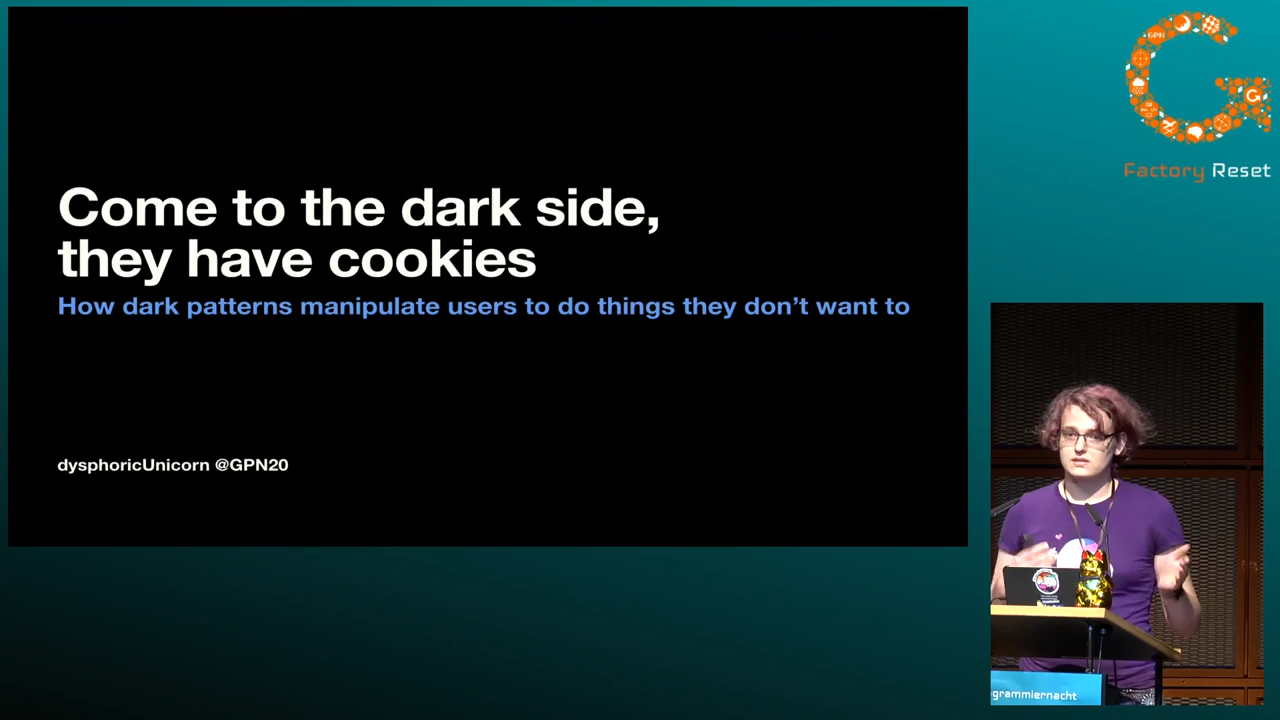 Come to the dark side,
they have cookies
How dark patterns manipulate users to do things they don't want to
dysphoricUnicorn @GPN20
GPN
Factory Reset
grammiernacht